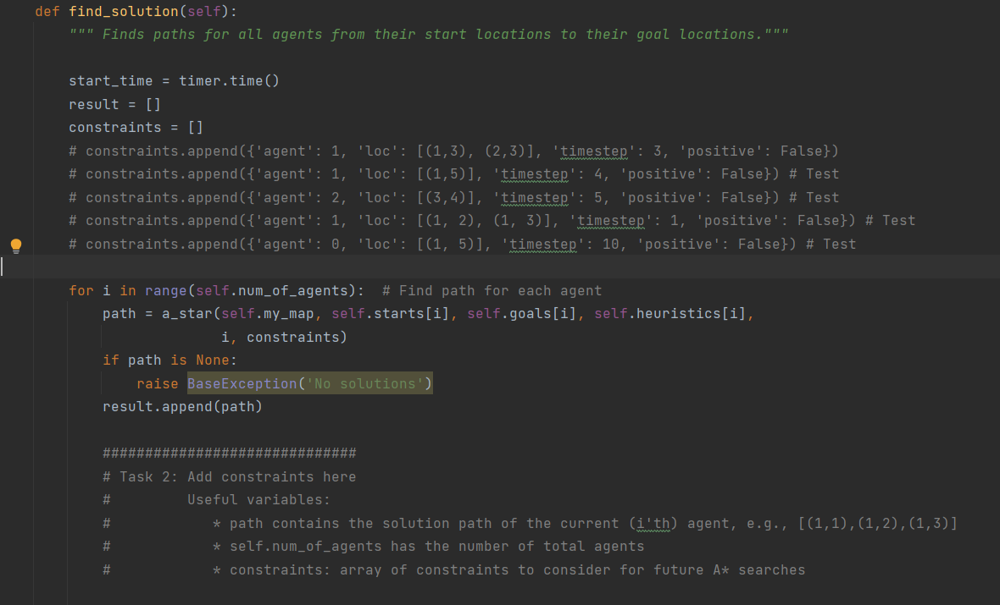 def find_solution(self):
    """ Finds paths for all agents from their start locations to their goal locations."""

    start_time = timer.time()
    result = []
    constraints = []
    # constraints.append({'agent': 1, 'loc': [(1,3), (2,3)], 'timestep': 3, 'positive': False})
    # constraints.append({'agent': 1, 'loc': [(1,5)], 'timestep': 4, 'positive': False}) # Test
    # constraints.append({'agent': 2, 'loc': [(3,4)], 'timestep': 5, 'positive': False}) # Test
    # constraints.append({'agent': 1, 'loc': [(1, 2), (1, 3)], 'timestep': 1, 'positive': False}) # Test
    # constraints.append({'agent': 0, 'loc': [(1, 5)], 'timestep': 10, 'positive': False}) # Test

    for i in range(self.num_of_agents):  # Find path for each agent
        path = a_star(self.my_map, self.starts[i], self.goals[i], self.heuristics[i],
                      i, constraints)
        if path is None:
            raise BaseException('No solutions')
        result.append(path)

        ##############################
        # Task 2: Add constraints here
        #         Useful variables:
        #            * path contains the solution path of the current (i'th) agent, e.g., [(1,1),(1,2),(1,3)]
        #            * self.num_of_agents has the number of total agents
        #            * constraints: array of constraints to consider for future A* searches